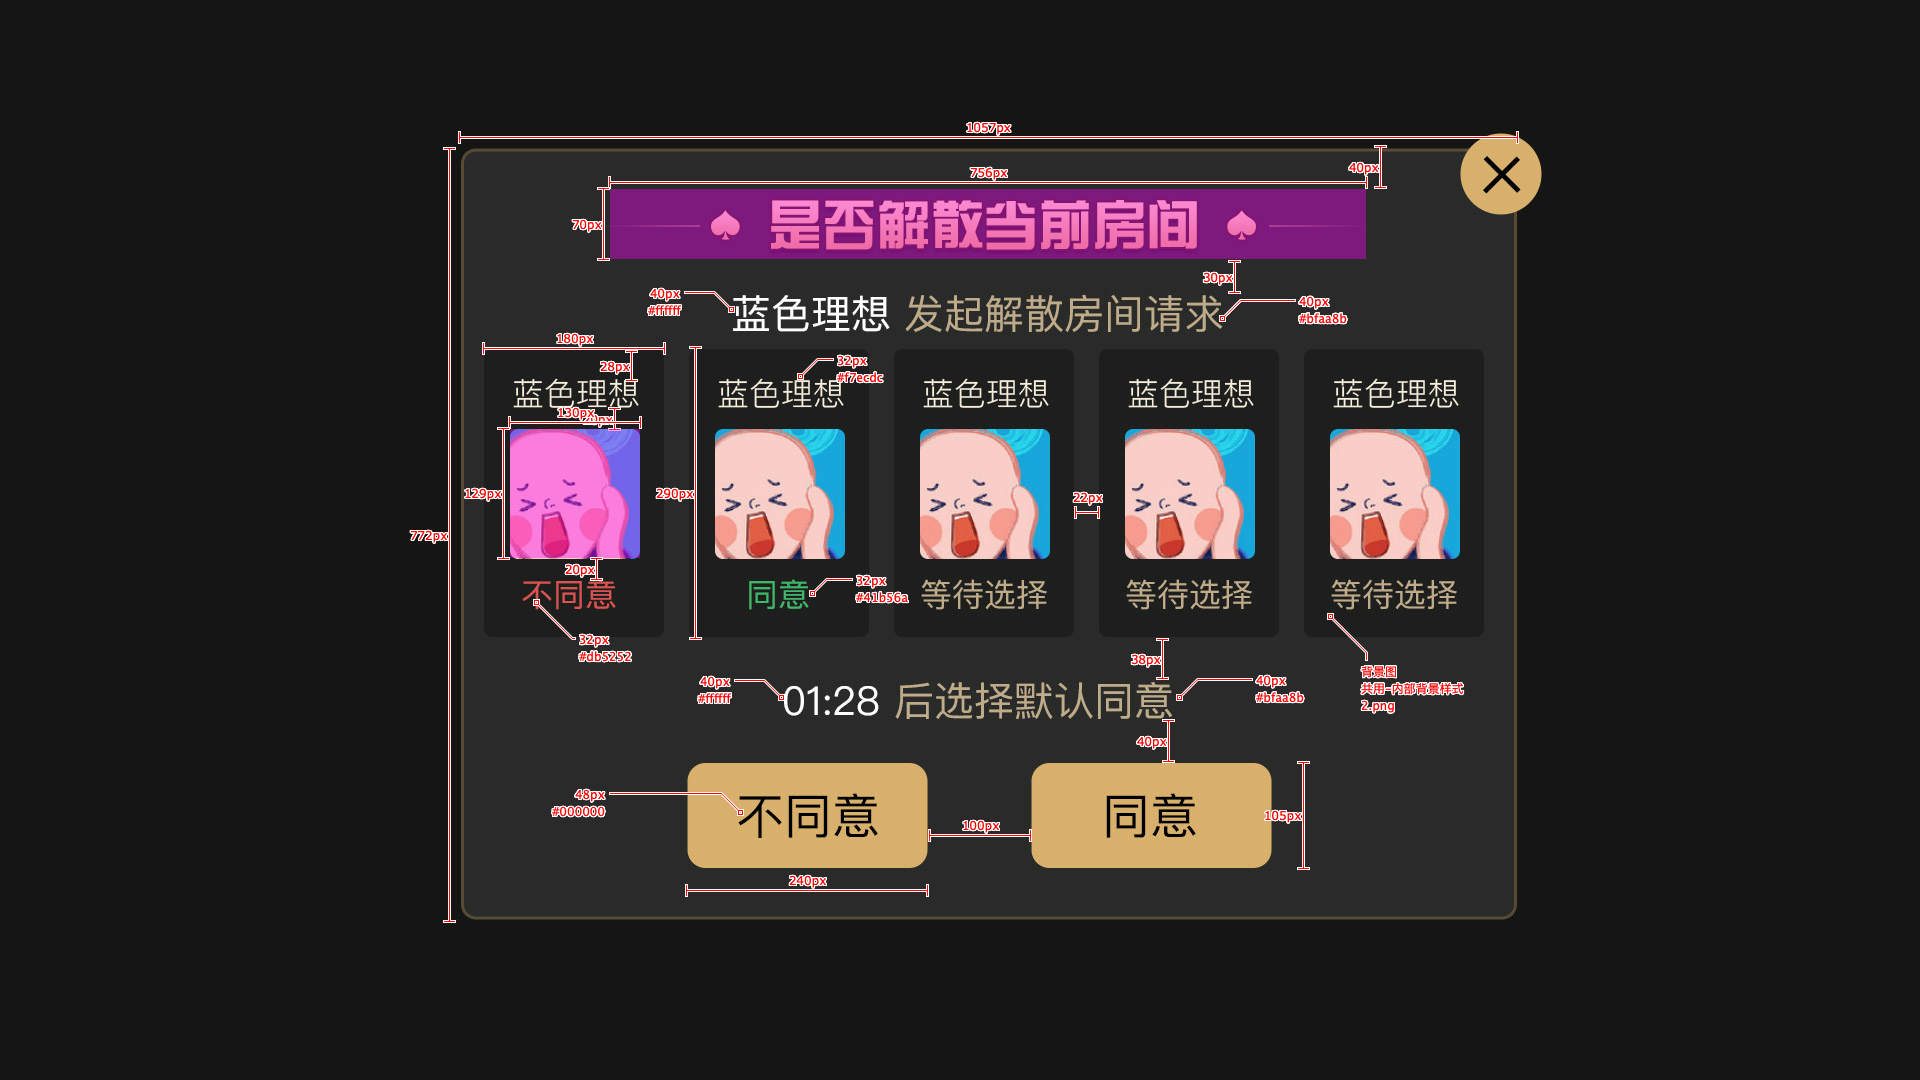 1057px
40px
756px
70px
是否解散当前房间
30px
40px
#ffffff
蓝色理想 发起解散房间请求
40px
#bfaa8b
180px
28px
32px
#f7ecdc
蓝色理想 蓝色理想 蓝色理想 蓝色理想 蓝色理想
130px
129px
290px
22px
772px
20px
不同意 同意 等待选择 等待选择 等待选择
32px
#41b56a
32px
#db5252
38px
背景图
共用-内部背景样式
2.png
40px
#ffffff
01:28 后选择默认同意
40px
#bfaa8b
40px
48px
#000000
不同意 同意
100px
105px
240px